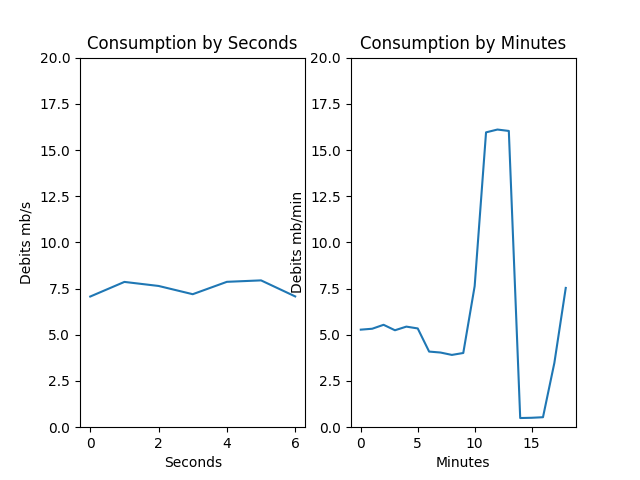 Consumption by Seconds
20.0
17.5
15.0
12.5
10.0
7.5
5.0
2.5
0.0
Debits mb/s
0 2 4 6
Seconds
Consumption by Minutes
20.0
17.5
15.0
12.5
10.0
7.5
5.0
2.5
0.0
Debits mb/min
0 5 10 15
Minutes